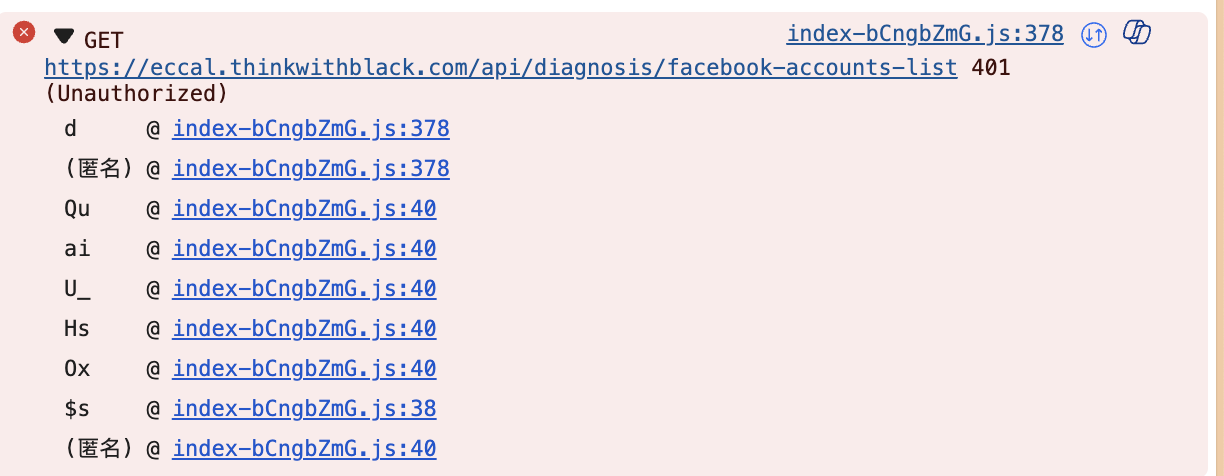 GET index-bCngbZmG.js:378
https://eccal.thinkwithblack.com/api/diagnosis/facebook-accounts-list 401
(Unauthorized)
d @ index-bCngbZmG.js:378
(匿名) @ index-bCngbZmG.js:378
Qu @ index-bCngbZmG.js:40
ai @ index-bCngbZmG.js:40
U_ @ index-bCngbZmG.js:40
Hs @ index-bCngbZmG.js:40
Ox @ index-bCngbZmG.js:40
$s @ index-bCngbZmG.js:38
(匿名) @ index-bCngbZmG.js:40